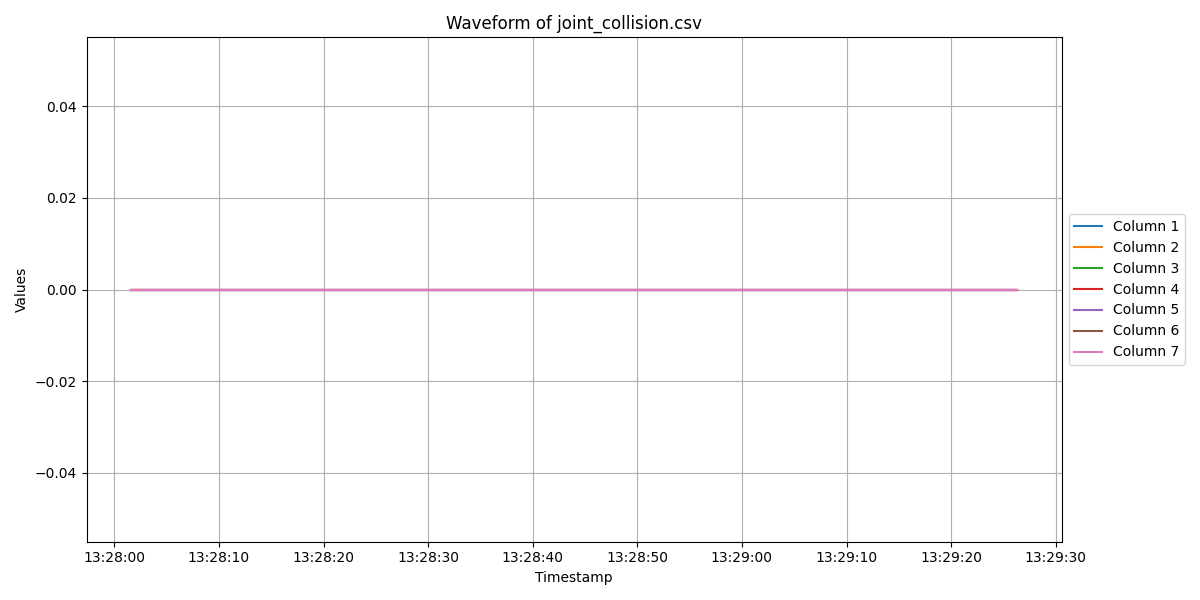 Waveform of joint_collision.csv
Values
0.04
0.02
0.00
−0.02
−0.04
13:28:00 13:28:10 13:28:20 13:28:30 13:28:40 13:28:50 13:29:00 13:29:10 13:29:20 13:29:30
Timestamp
Column 1
Column 2
Column 3
Column 4
Column 5
Column 6
Column 7